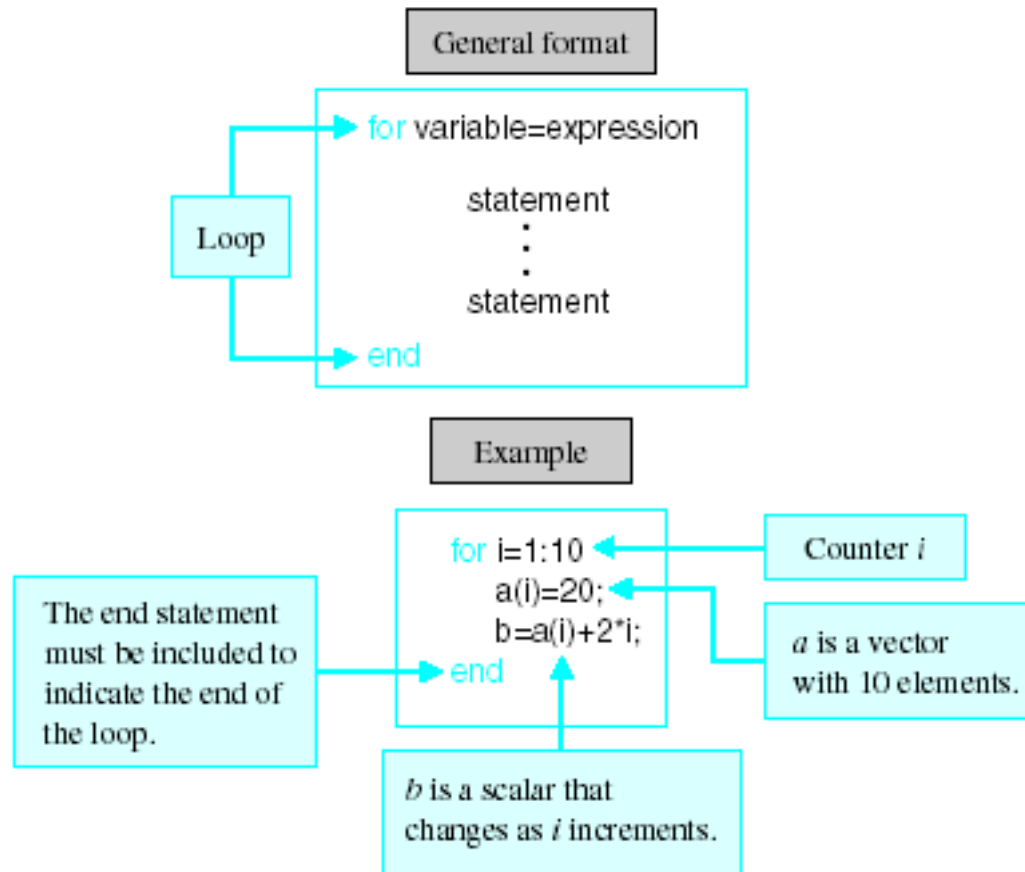 General format
for variable=expression
statement
.
.
.
statement
Loop
end
Example
for i=1:10
a(i)=20;
b=a(i)+2*i;
end
Counter i
The end statement
must be included to
indicate the end of
the loop.
a is a vector
with 10 elements.
b is a scalar that
changes as i increments.